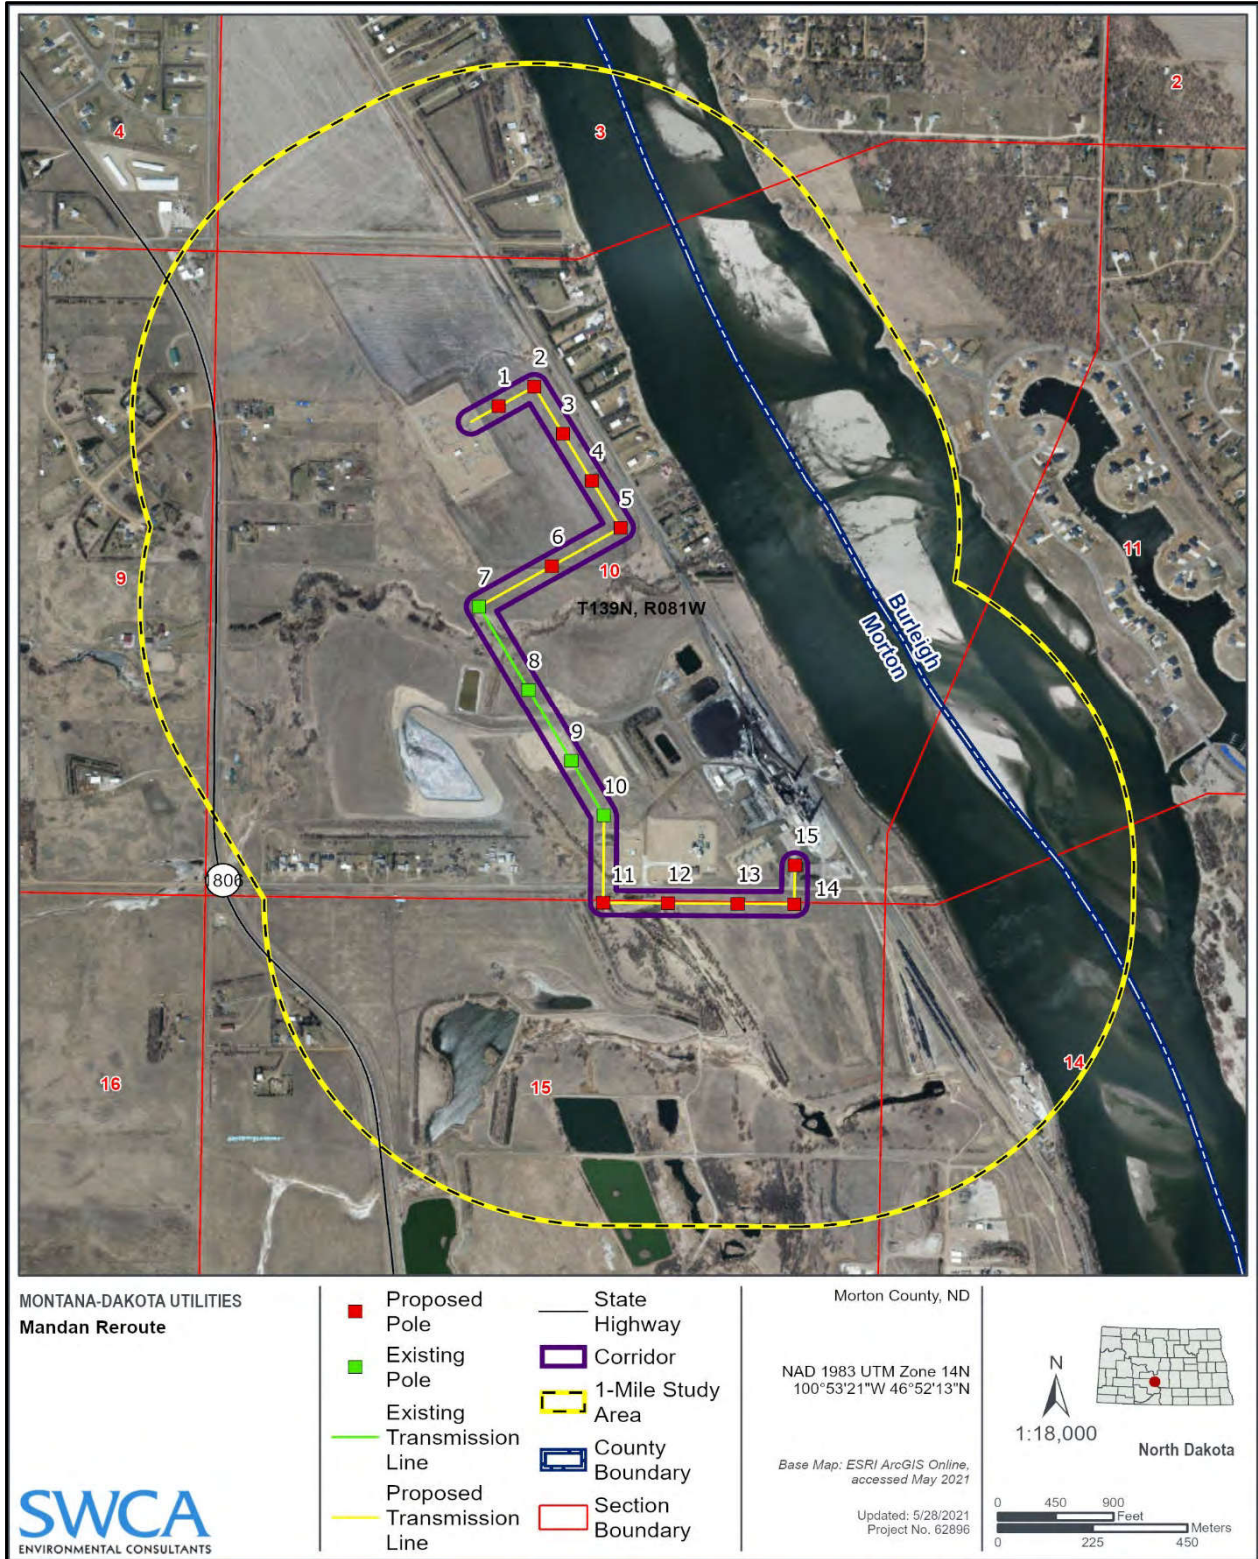 2
4
3
2
1
3
4
5
6
10
11
9
7
T139N, R081W
Burleigh
Morton
8
9
10
15
1806
11
12
13
14
14
16
15
MONTANA-DAKOTA UTILITIES
Mandan Reroute
SWCA
ENVIRONMENTAL CONSULTANTS
Proposed
Pole
Existing
Pole
Existing
Transmission
Line
Proposed
Transmission
Line
State
Highway
Corridor
1-Mile Study
Area
County
Boundary
Section
Boundary
Morton County, ND
NAD 1983 UTM Zone 14N
100°53'21"W 46°52'13"N
Base Map: ESRI ArcGIS Online,
accessed May 2021
Updated: 5/28/2021
Project No. 62896
N
1:18,000
North Dakota
0 450 900
Feet
Meters
0 225 450